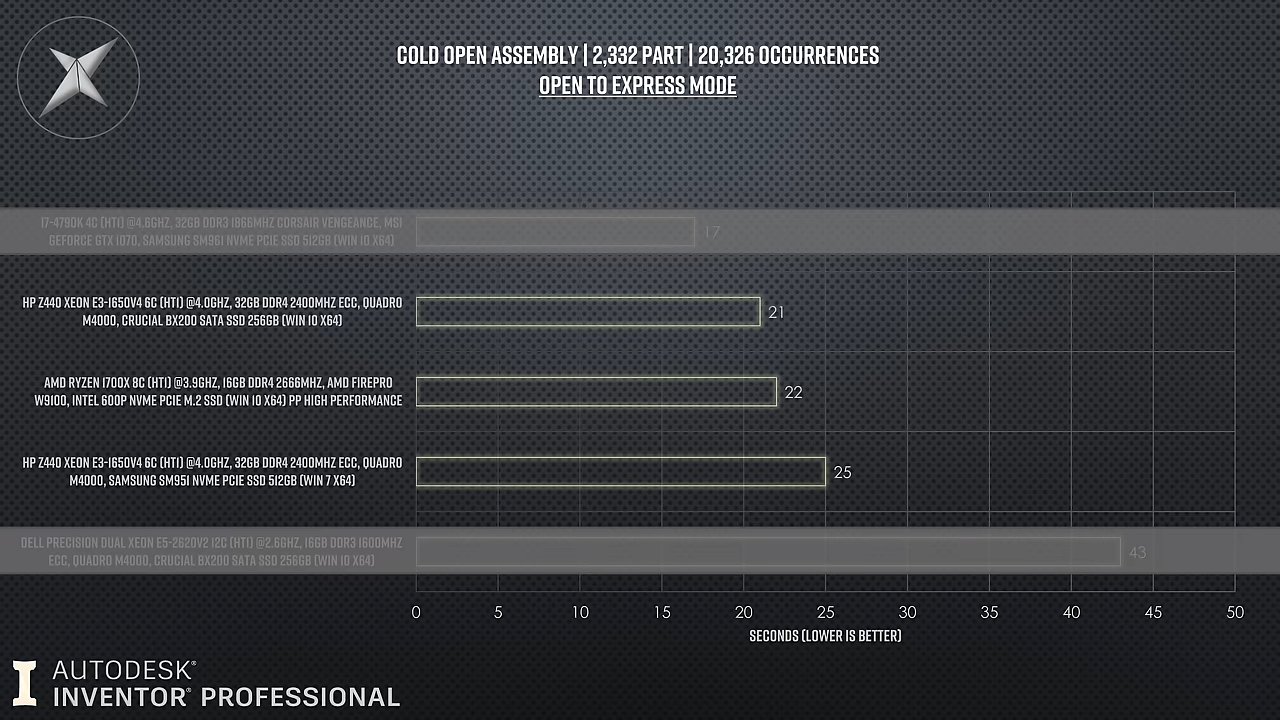 COLD OPEN ASSEMBLY | 2,332 PART | 20,326 OCCURRENCES
OPEN TO EXPRESS MODE
I7-4790K 4C (HT1) @4.6GHZ, 32GB DDR3 1866MHZ CORSAIR VENGEANCE, MSI
GEFORCE GTX 1070, SAMSUNG SM961 NVME PCIE SSD 512GB (WIN 10 X64)
17
HP Z440 XEON E3-1650V4 6C (HT1) @4.0GHZ, 32GB DDR4 2400MHZ ECC, QUADRO
M4000, CRUCIAL BX200 SATA SSD 256GB (WIN 10 X64)
21
AMD RYZEN 1700X 8C (HT1) @3.9GHZ, 16GB DDR4 2666MHZ, AMD FIREPRO
W9100, INTEL 600P NVME PCIE M.2 SSD (WIN 10 X64) PP HIGH PERFORMANCE
22
HP Z440 XEON E3-1650V4 6C (HT1) @4.0GHZ, 32GB DDR4 2400MHZ ECC, QUADRO
M4000, SAMSUNG SM951 NVME PCIE SSD 512GB (WIN 7 X64)
25
DELL PRECISION DUAL XEON E5-2620V2 12C (HT1) @2.6GHZ, 16GB DDR3 1600MHZ
ECC, QUADRO M4000, CRUCIAL BX200 SATA SSD 256GB (WIN 10 X64)
43
0 5 10 15 20 25 30 35 40 45 50
SECONDS (LOWER IS BETTER)
I AUTODESK®
INVENTOR® PROFESSIONAL